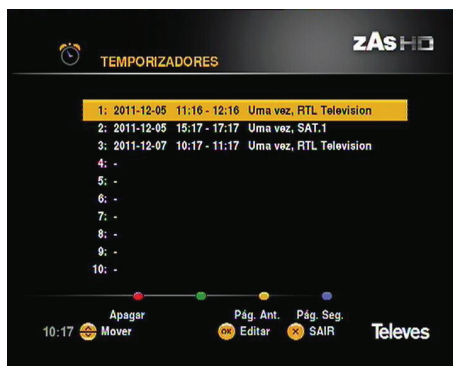 zAs HD
TEMPORIZADORES
1: 2011-12-05 11:16 - 12:16 Uma vez, RTL Television
2: 2011-12-05 15:17 - 17:17 Uma vez, SAT.1
3: 2011-12-07 10:17 - 11:17 Uma vez, RTL Television
4: -
5: -
6: -
7: -
8: -
9: -
10: -
Apagar Pág. Ant. Pág. Seg.
10:17 Mover OK Editar X SAIR Televes